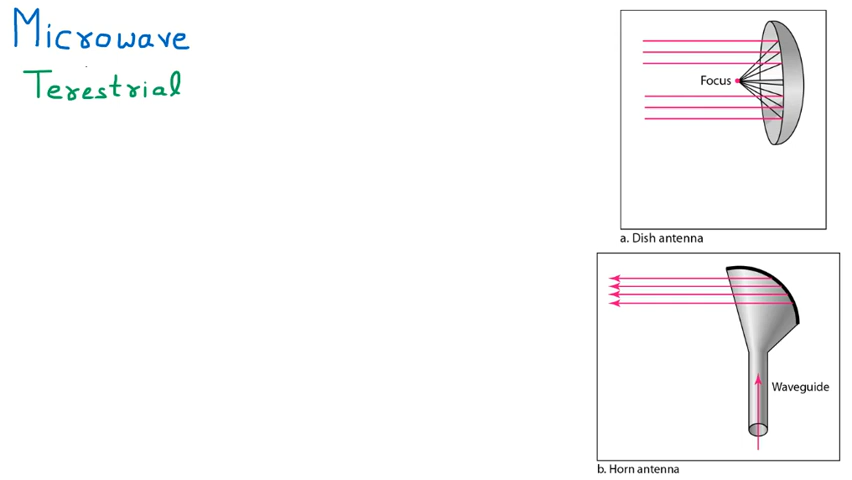 Microwave
Terestrial
Focus
a. Dish antenna
Waveguide
b. Horn antenna